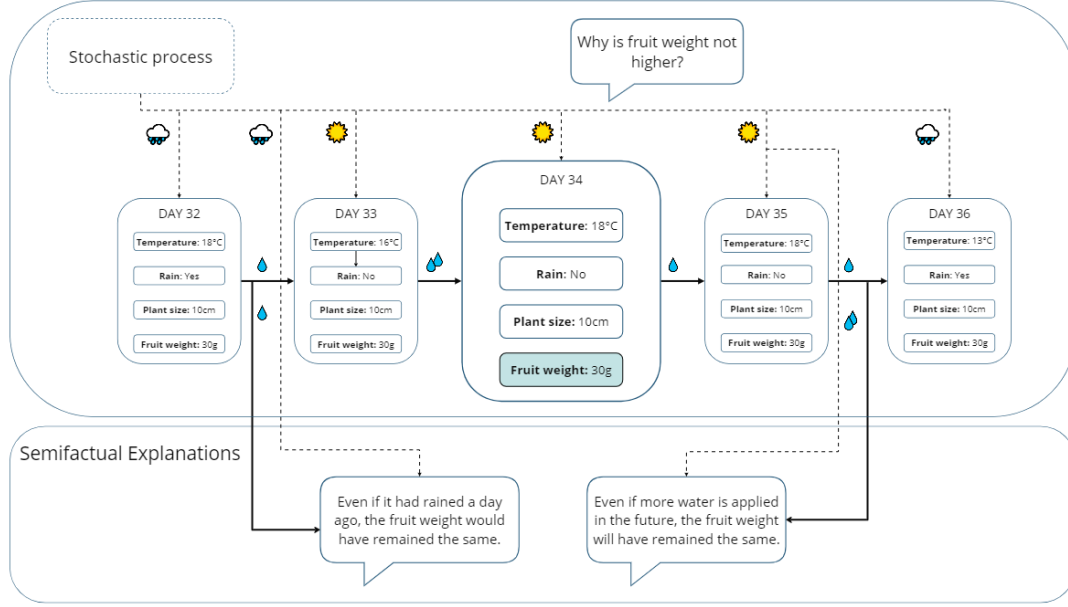 Stochastic process
Why is fruit weight not
higher?
DAY 32
Temperature: 18°C
Rain: Yes
Plant size: 10cm
Fruit weight: 30g
DAY 33
Temperature: 16°C
Rain: No
Plant size: 10cm
Fruit weight: 30g
DAY 34
Temperature: 18°C
Rain: No
Plant size: 10cm
Fruit weight: 30g
DAY 35
Temperature: 18°C
Rain: No
Plant size: 10cm
Fruit weight: 30g
DAY 36
Temperature: 13°C
Rain: Yes
Plant size: 10cm
Fruit weight: 30g
Semifactual Explanations
Even if it had rained a day
ago, the fruit weight would
have remained the same.
Even if more water is applied
in the future, the fruit weight
will have remained the same.